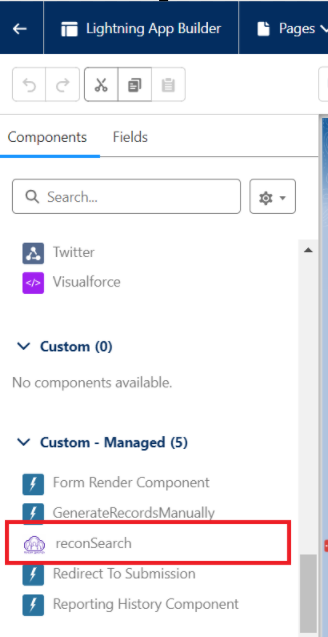 Lightning App Builder
Pages
Components
Fields
Search...
Twitter
Visualforce
Custom (0)
No components available.
Custom - Managed (5)
Form Render Component
GenerateRecordsManually
reconSearch
Redirect To Submission
Reporting History Component